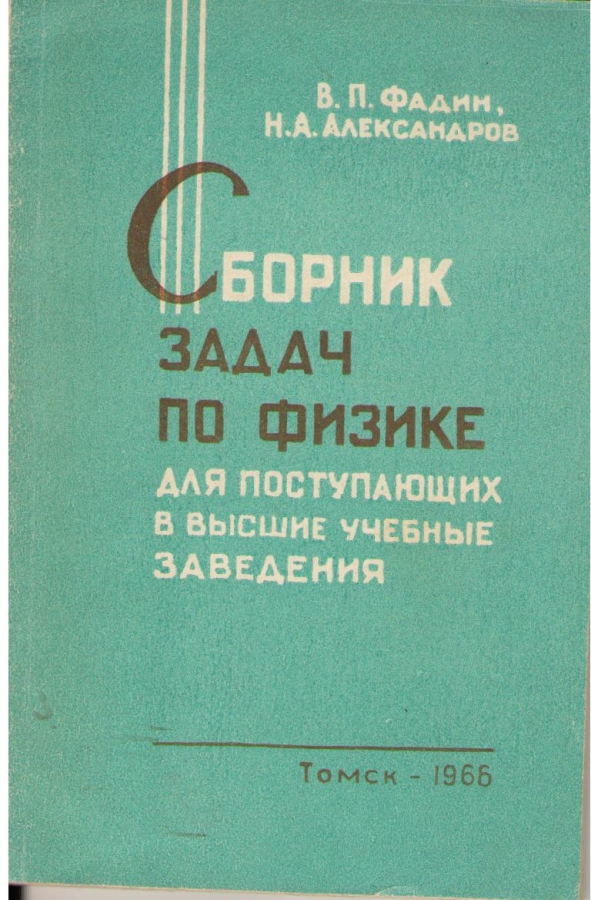 В. П. ФАДИН,
Н. А. АЛЕКСАНДРОВ
СБОРНИК
ЗАДАЧ
ПО ФИЗИКЕ
ДЛЯ ПОСТУПАЮЩИХ
В ВЫСШИЕ УЧЕБНЫЕ
ЗАВЕДЕНИЯ
Томск - 1966